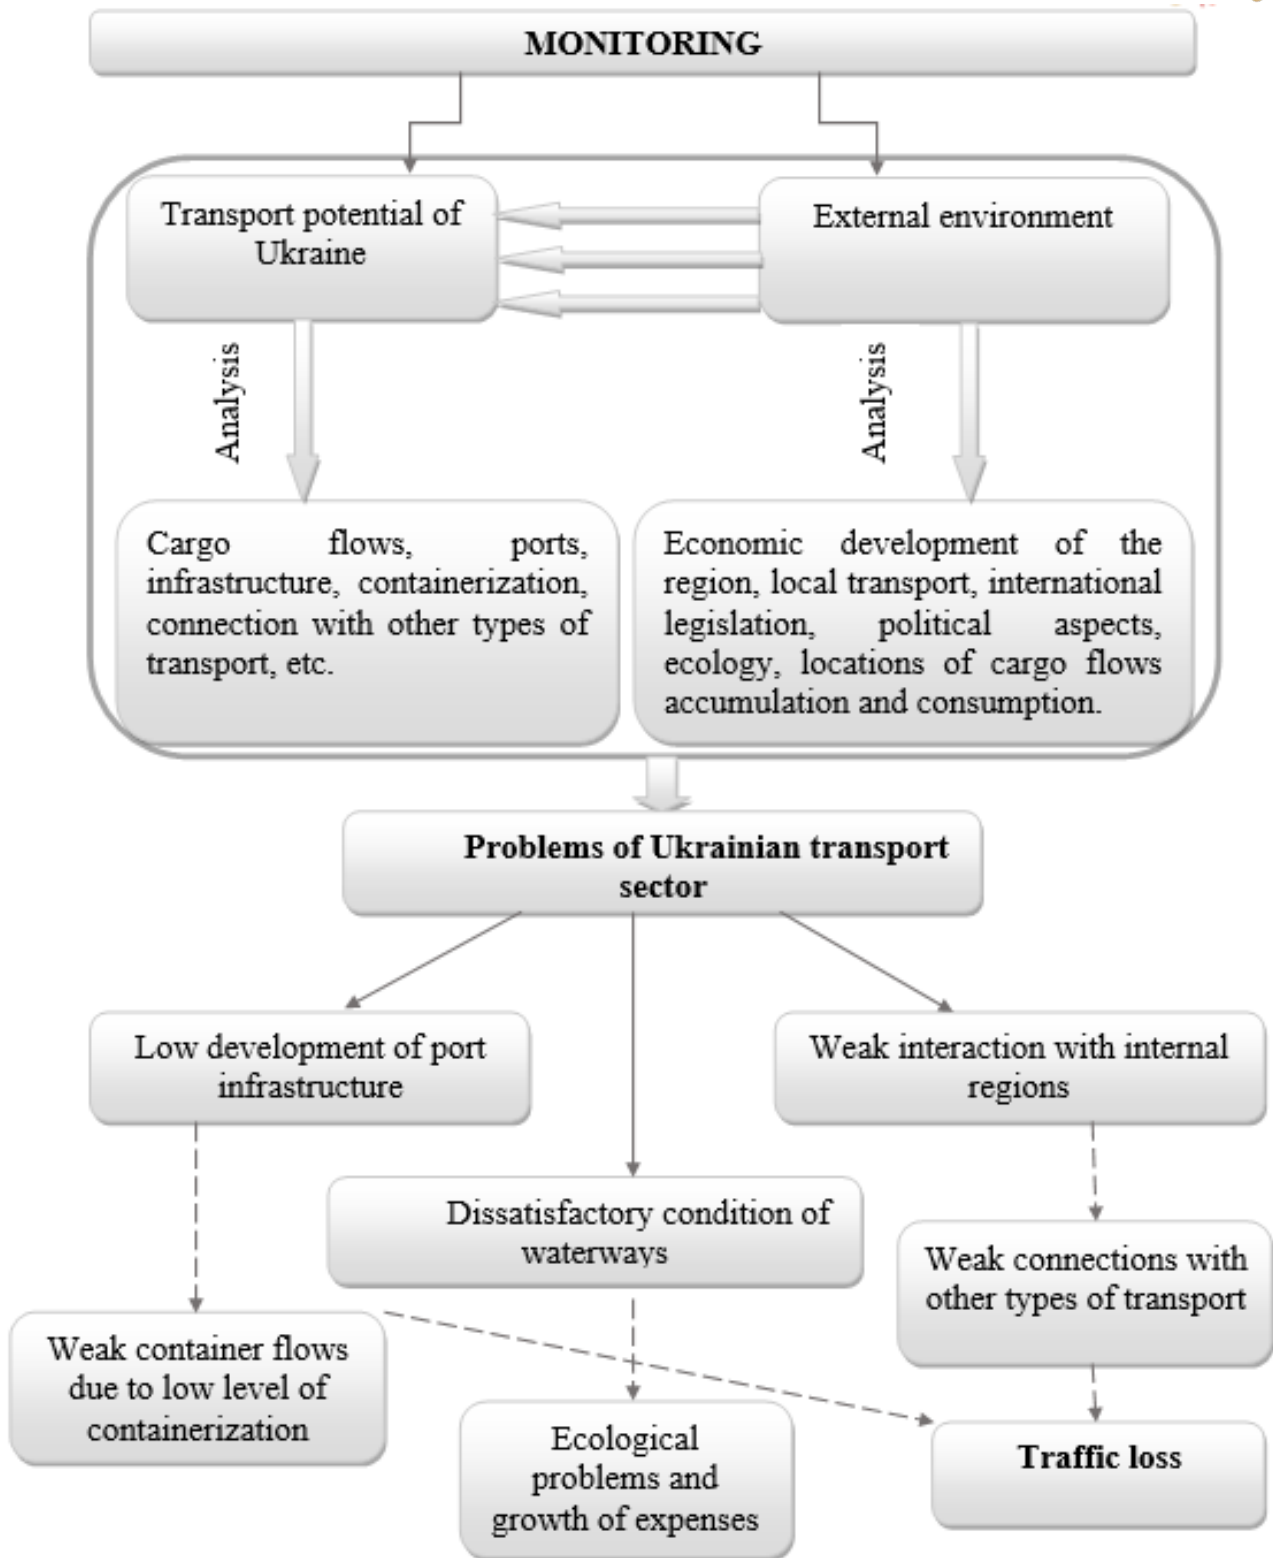 MONITORING
Transport potential of
Ukraine
External environment
Analysis
Analysis
Cargo flows, ports,
infrastructure, containerization,
connection with other types of
transport, etc.
Economic development of the
region, local transport, international
legislation, political aspects,
ecology, locations of cargo flows
accumulation and consumption.
Problems of Ukrainian transport
sector
Low development of port
infrastructure
Weak interaction with internal
regions
Dissatisfactory condition of
waterways
Weak connections with
other types of transport
Weak container flows
due to low level of
containerization
Ecological
problems and
growth of expenses
Traffic loss